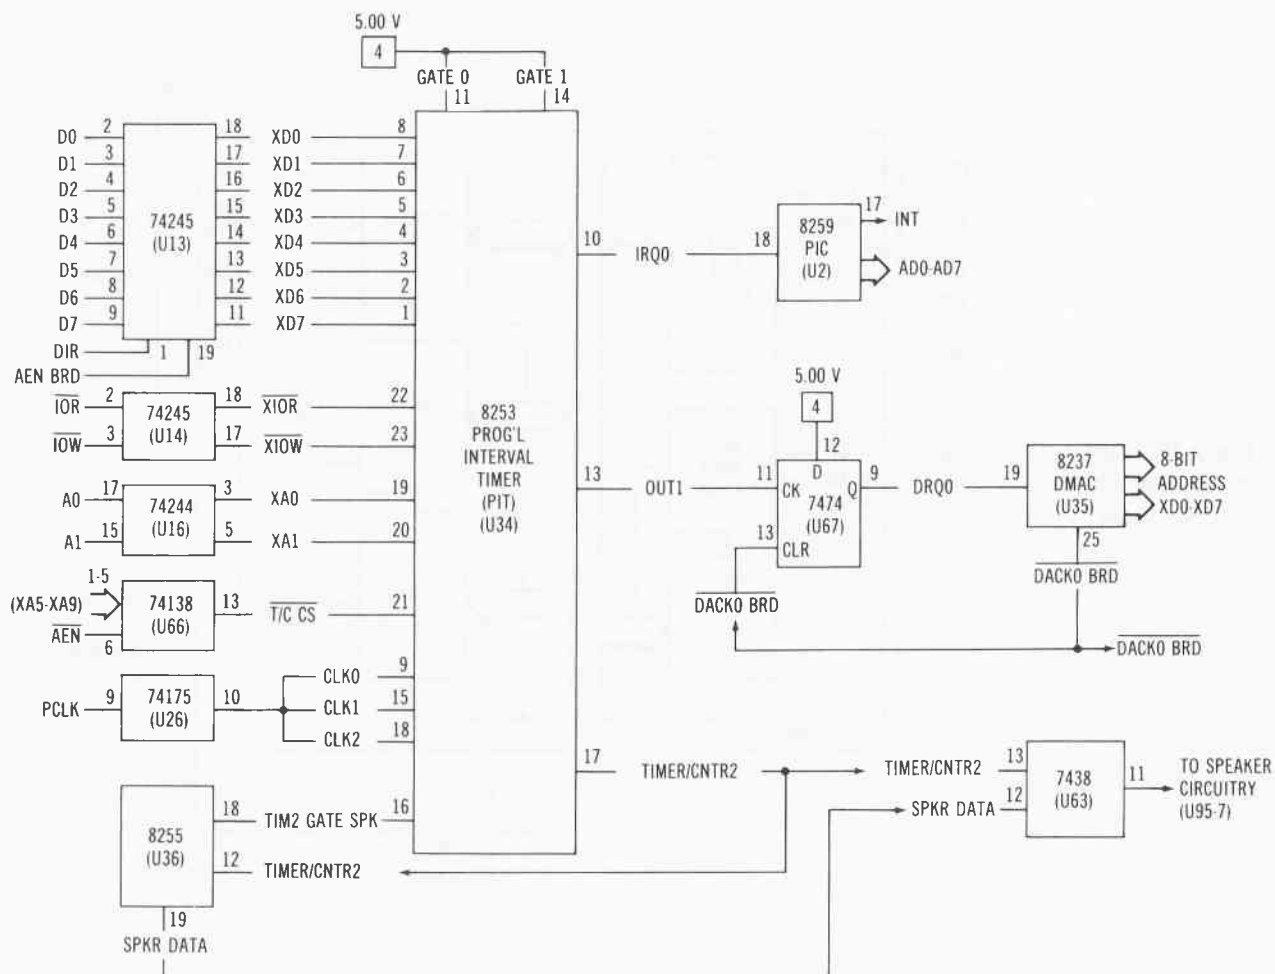 5.00 V
4
GATE 0
GATE 1
11
14
D0 2 18 XD0 8
D1 3 17 XD1 7
D2 4 16 XD2 6
D3 5 15 XD3 5
D4 6 14 XD4 4
D5 7 13 XD5 3
D6 8 12 XD6 2
D7 9 11 XD7 1
74245
(U13)
DIR 1 19
AEN BRD
IOR 2 18 XIOR 22
IOW 3 17 XIOW 23
74245
(U14)
A0 17 3 XA0 19
A1 15 5 XA1 20
74244
(U16)
1-5
(XA5-XA9)
AEN
6
74138
(U66)
13 T/C CS 21
PCLK 9
74175
(U26)
10
CLK0 9
CLK1 15
CLK2 18
8255
(U36)
18 TIM2 GATE SPK 16
12 TIMER/CNTR2
19
SPKR DATA
8253
PROG'L
INTERVAL
TIMER
(PIT)
(U34)
10 IRQ0 18
8259
PIC
(U2)
17
INT
AD0-AD7
5.00 V
4
12
13 OUT1 11
D
CK Q
7474
(U67)
13
CLR
9 DRQ0 19
8237
DMAC
(U35)
8-BIT
ADDRESS
XD0-XD7
25
DACK0 BRD
DACK0 BRD
DACK0 BRD
17 TIMER/CNTR2
TIMER/CNTR2 13
SPKR DATA 12
7438
(U63)
11
TO SPEAKER
CIRCUITRY
(U95-7)